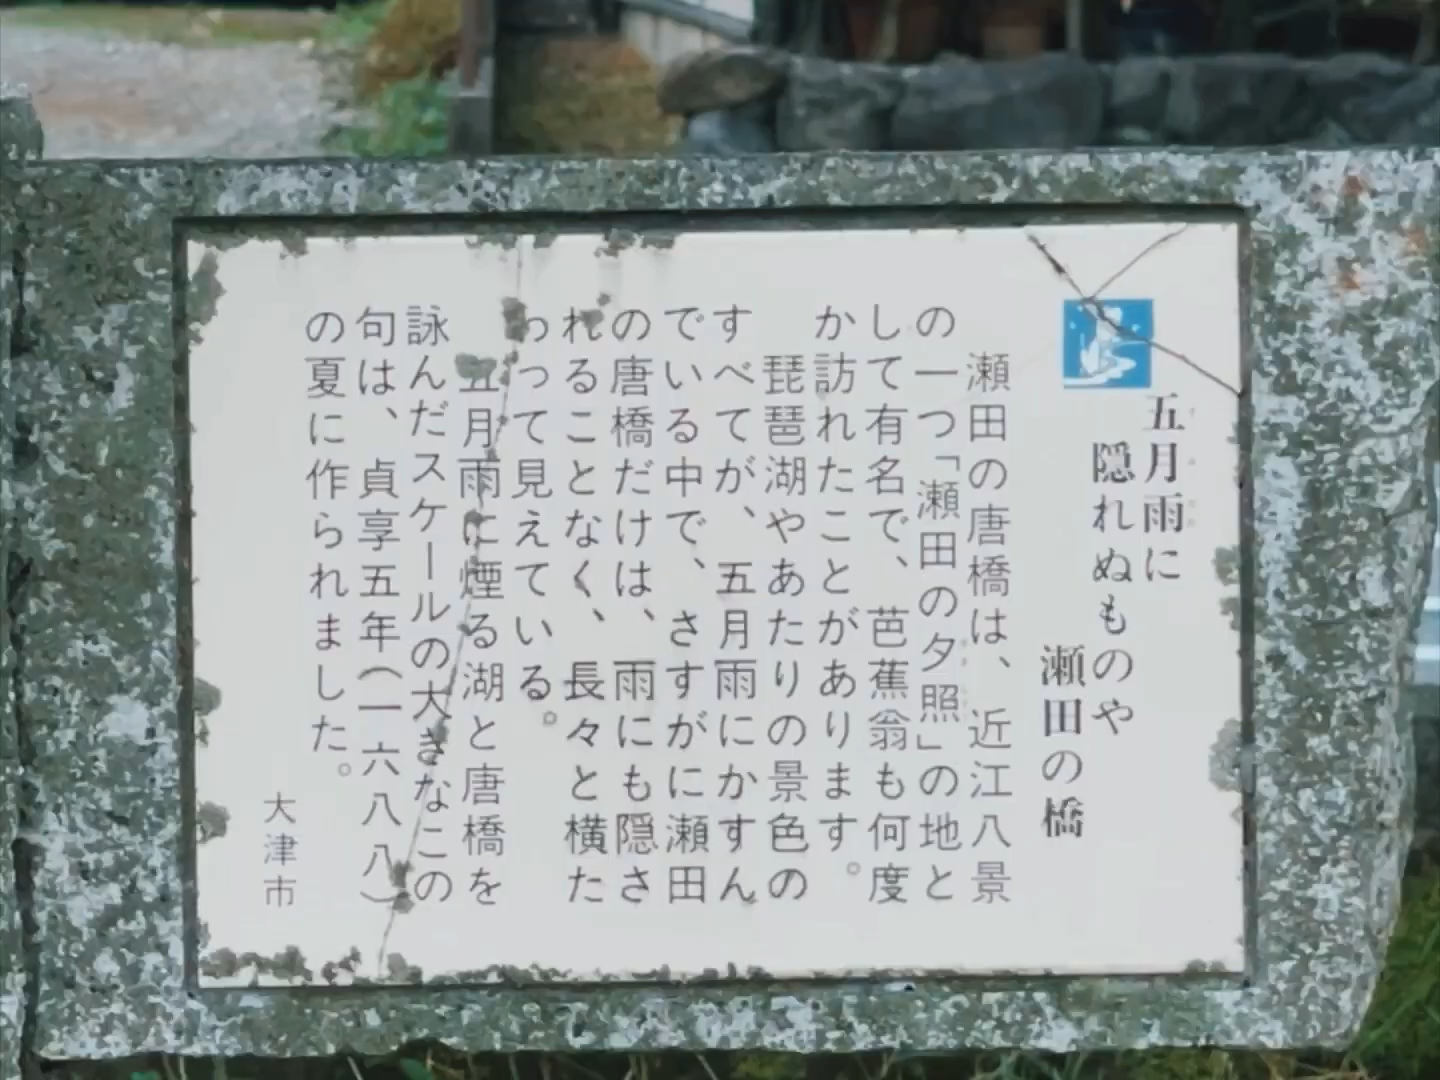 五月雨に
隠れぬものや
瀬田の橋
瀬田の唐橋は、近江八景
の一つ「瀬田の夕照」の地と
して有名で、芭蕉翁も何度
か訪れたことがあります。
琵琶湖やあたりの景色の
すべてが、五月雨にかすん
でいる中で、さすがに瀬田
の唐橋だけは、雨にも隠さ
れることなく、長々と横た
わって見えている。
五月雨に煙る湖と唐橋を
詠んだスケールの大きなこの
句は、貞享五年(一六八八)
の夏に作られました。
大津市